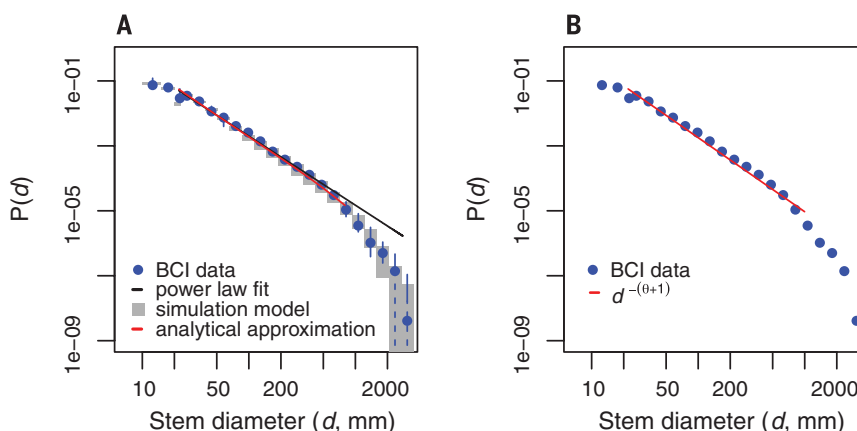 A
P(d)
1e-01
1e-05
1e-09
BCI data
power law fit
simulation model
analytical approximation
10 50 200 2000
Stem diameter (d, mm)
B
P(d)
1e-01
1e-05
1e-09
BCI data
d^−(θ+1)
10 50 200 2000
Stem diameter (d, mm)